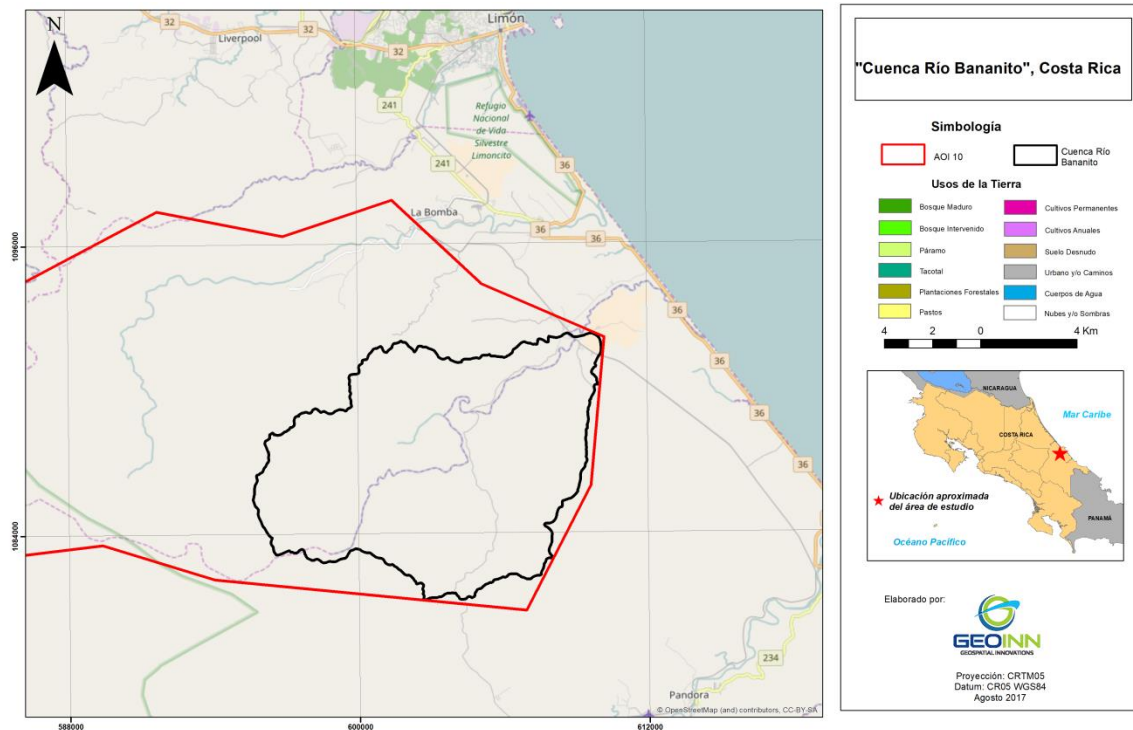 N
32
Liverpool
32
Limón
36
32
241
Refugio
Nacional
de Vida
Silvestre
Limoncito
36
241
La Bomba
36
36
36
36
36
36
234
Pandora
© OpenStreetMap (and) contributors, CC-BY-SA
1096000
1084000
588000
600000
612000
"Cuenca Río Bananito", Costa Rica
Simbología
AOI 10
Cuenca Río
Bananito
Usos de la Tierra
Bosque Maduro
Cultivos Permanentes
Bosque Intervenido
Cultivos Anuales
Páramo
Suelo Desnudo
Tacotal
Urbano y/o Caminos
Plantaciones Forestales
Cuerpos de Agua
Pastos
Nubes y/o Sombras
4 2 0 4 Km
NICARAGUA
Mar Caribe
COSTA RICA
Ubicación aproximada
del área de estudio
PANAMÁ
Océano Pacífico
Elaborado por:
GEOINN
GEOSPATIAL INNOVATIONS
Proyección: CRTM05
Datum: CR05 WGS84
Agosto 2017